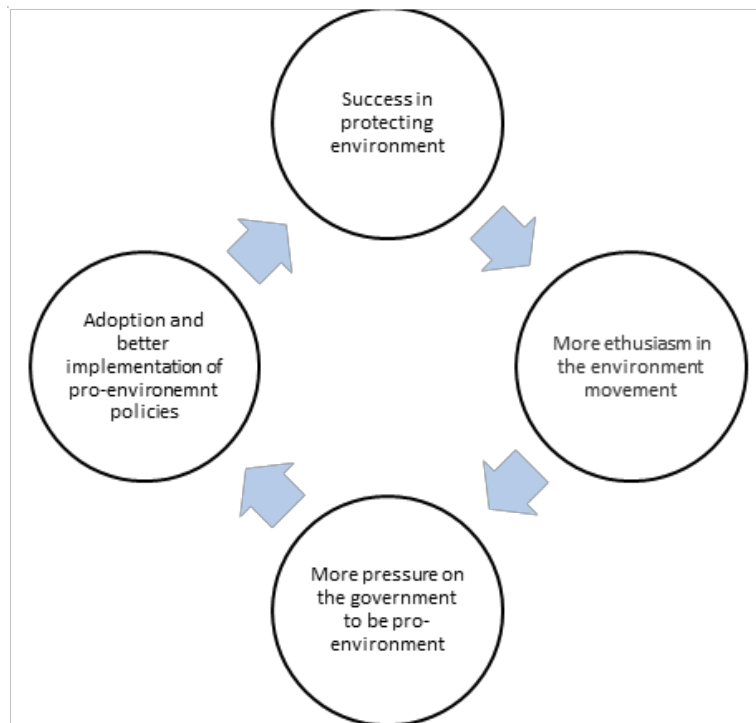 Success in
protecting
environment
More ethusiasm in
the environment
movement
More pressure on
the government
to be pro-
environment
Adoption and
better
implementation of
pro-environemnt
policies